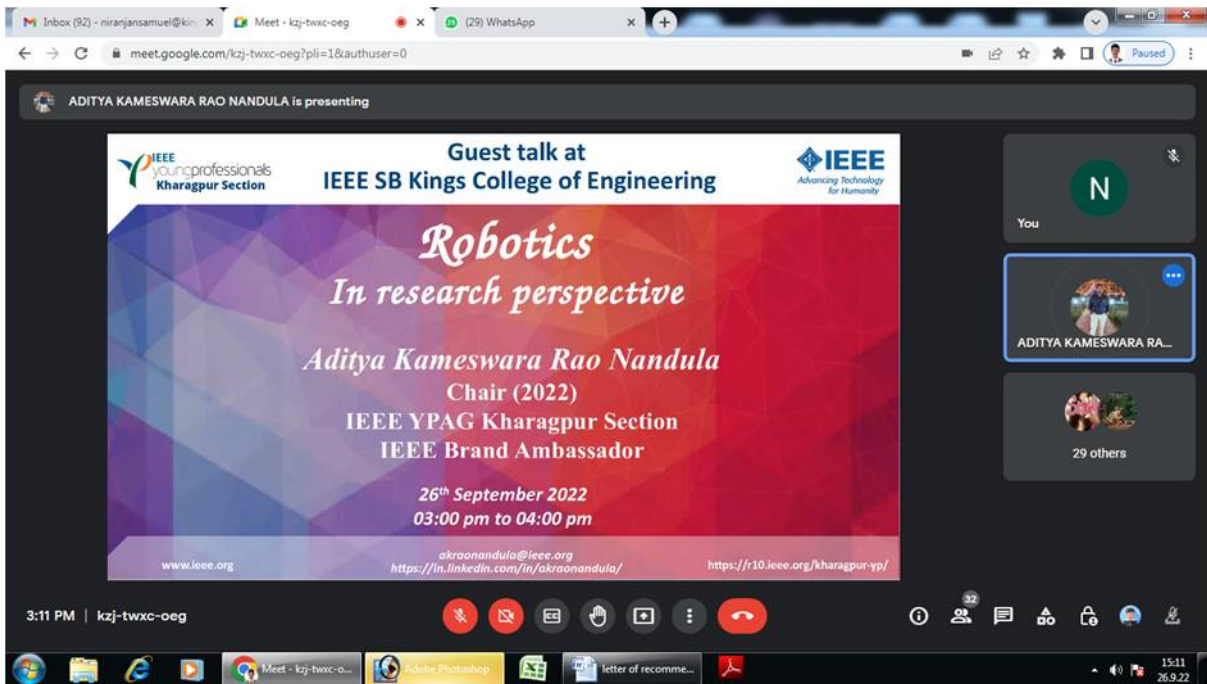 Inbox (92) - niranjansamuel@kin
Meet - kzj-twxc-oeg
(29) WhatsApp
meet.google.com/kzj-twxc-oeg?pli=1&authuser=0
Paused
ADITYA KAMESWARA RAO NANDULA is presenting
IEEE
youngprofessionals
Kharagpur Section
Guest talk at
IEEE SB Kings College of Engineering
IEEE
Advancing Technology
for Humanity
Robotics
In research perspective
Aditya Kameswara Rao Nandula
Chair (2022)
IEEE YPAG Kharagpur Section
IEEE Brand Ambassador
26th September 2022
03:00 pm to 04:00 pm
www.ieee.org
akraonandula@ieee.org
https://in.linkedin.com/in/akraonandula/
https://r10.ieee.org/kharagpur-yp/
N
You
ADITYA KAMESWARA RA...
29 others
3:11 PM | kzj-twxc-oeg
CC
32
Meet - kzj-twxc-o...
Adobe Photoshop
letter of recomme...
15:11
26.9.22